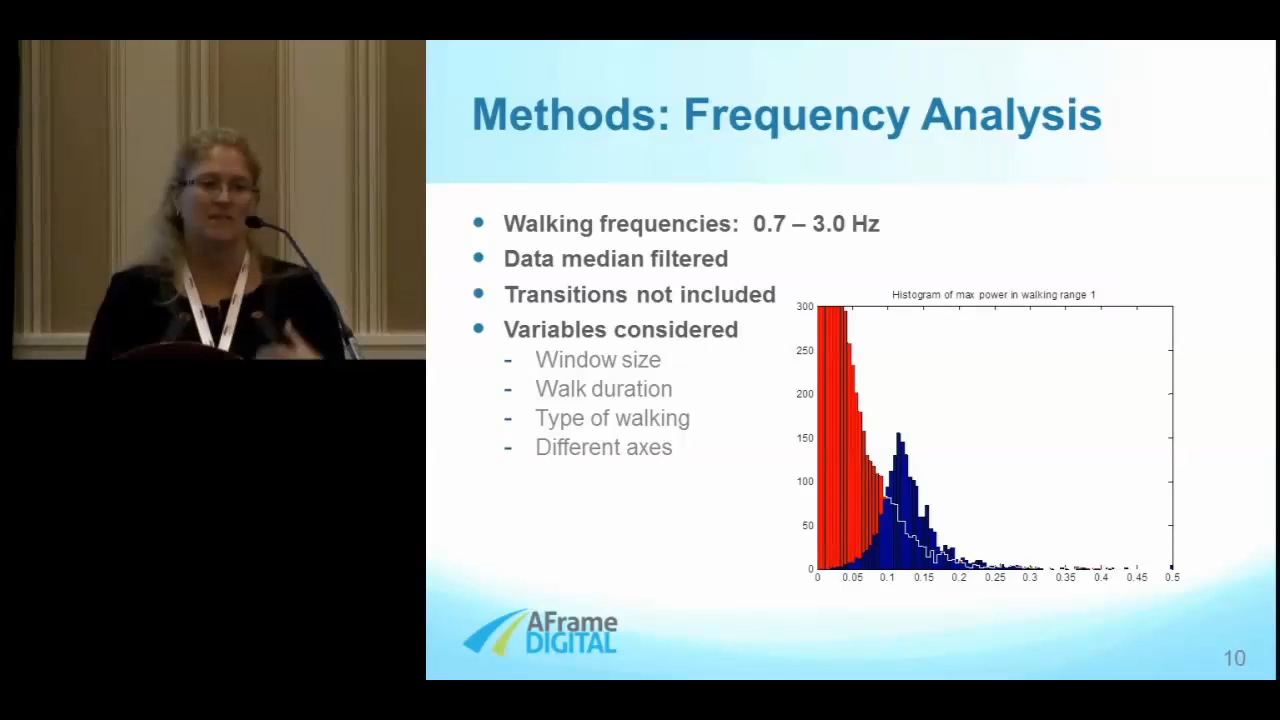 Methods: Frequency Analysis
• Walking frequencies: 0.7 – 3.0 Hz
• Data median filtered
• Transitions not included
• Variables considered
- Window size
- Walk duration
- Type of walking
- Different axes
Histogram of max power in walking range 1
300
250
200
150
100
50
0
0 0.05 0.1 0.15 0.2 0.25 0.3 0.35 0.4 0.45 0.5
AFrame
DIGITAL
10